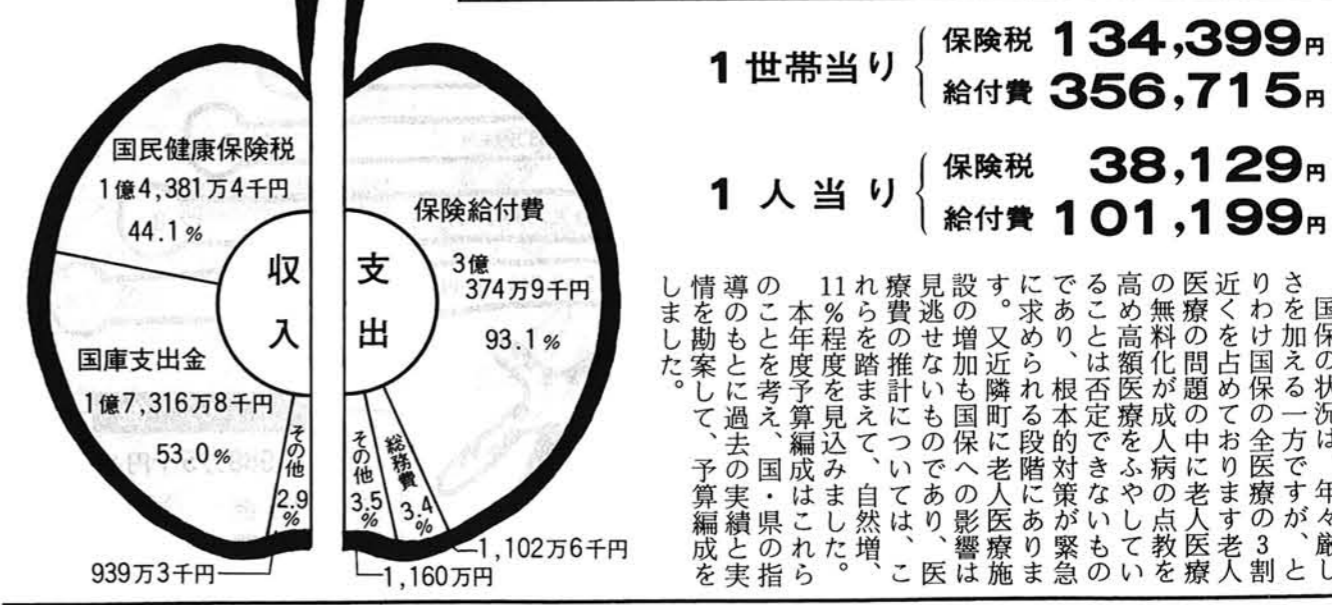 1世帯当り
保険税 134,399円
給付費 356,715円
1人当り
保険税 38,129円
給付費 101,199円
国民健康保険税
1億4,381万4千円
44.1%
国庫支出金
1億7,316万8千円
53.0%
その他
2.9
%
939万3千円
収入
支出
保険給付費
3億
374万9千円
93.1%
その他
3.5
%
総務費
3.4
%
1,102万6千円
1,160万円
国保の状況は、年々厳し
さを加える一方ですが、と
りわけ国保の全医療の3割
近くを占めております老人
医療の問題の中に老人医療
の無料化が成人病の点教を
高め高額医療をふやしてい
ることは否定できないもの
であり、根本的対策が緊急
に求められる段階にありま
す。又近隣町に老人医療施
設の増加も国保への影響は
見逃せないものであり、医
療費の推計については、こ
れらを踏まえて、自然増、
11%程度を見込みました。
本年度予算編成はこれら
のことを考え、国・県の指
導のもとに過去の実績と実
情を勘案して、予算編成を
しました。